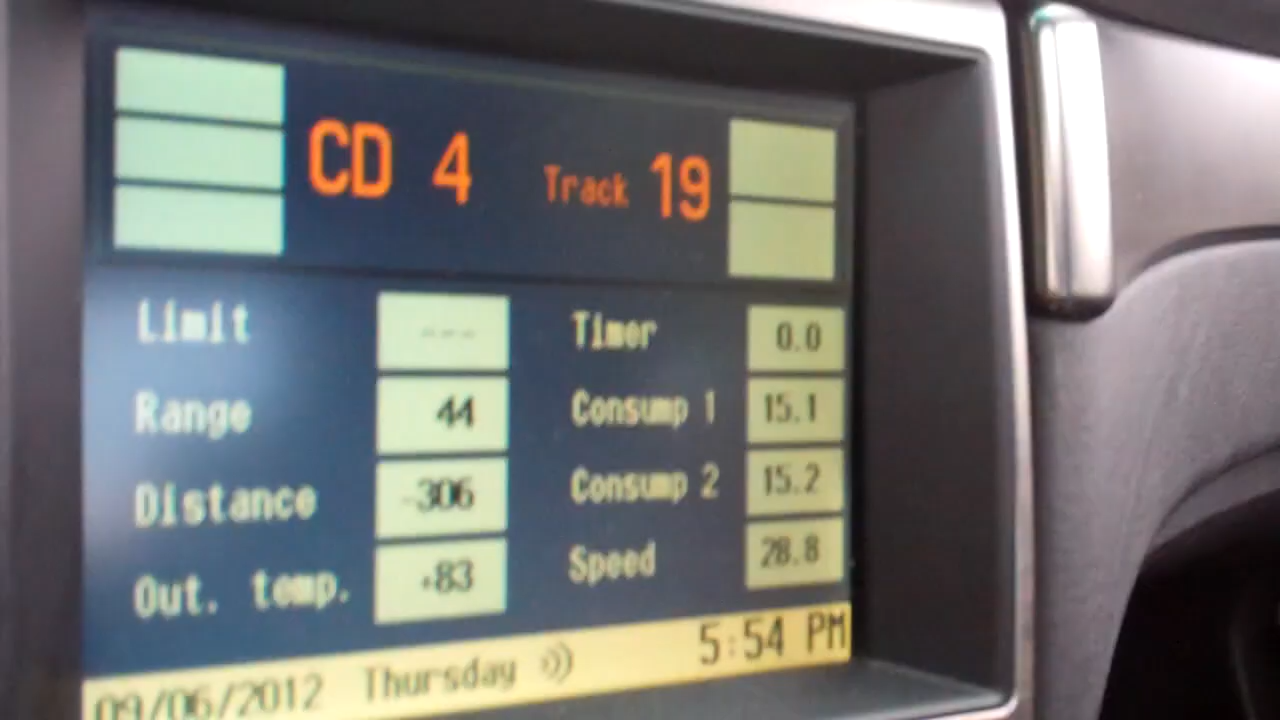 CD 4 Track 19
Limit --- Timer 0.0
Range 44 Consump 1 15.1
Distance -306 Consump 2 15.2
Out. temp. +83 Speed 28.8
09/06/2012 Thursday 5:54 PM